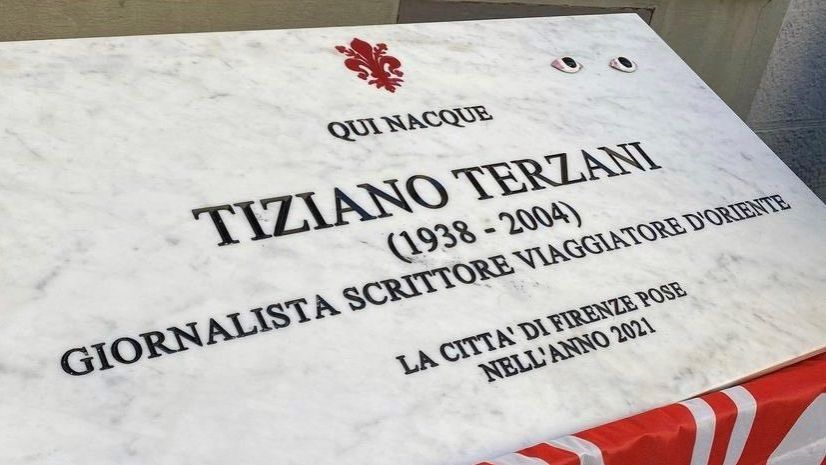 QUI NACQUE
TIZIANO TERZANI
(1938 - 2004)
GIORNALISTA SCRITTORE VIAGGIATORE D'ORIENTE
LA CITTA' DI FIRENZE POSE
NELL'ANNO 2021